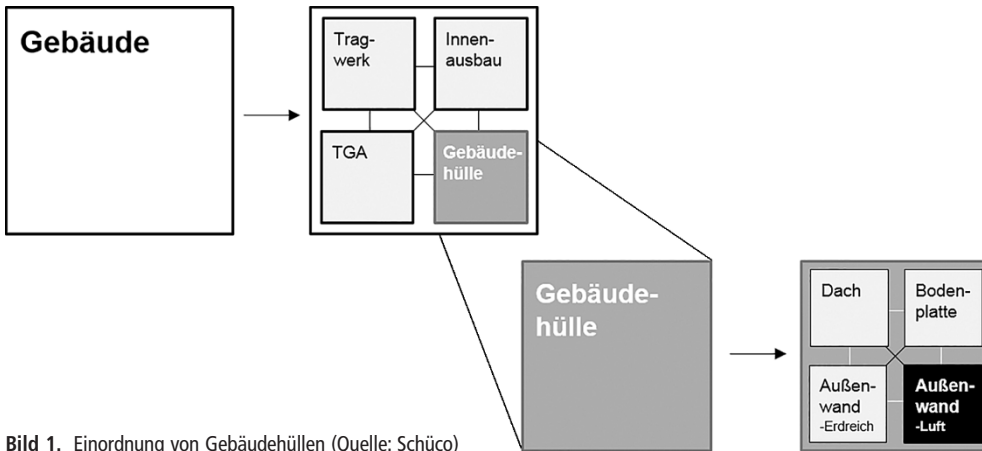 Gebäude
Trag-
werk
Innen-
ausbau
TGA
Gebäude-
hülle
Gebäude-
hülle
Dach
Boden-
platte
Außen-
wand
-Erdreich
Außen-
wand
-Luft
Bild 1. Einordnung von Gebäudehüllen (Quelle: Schüco)